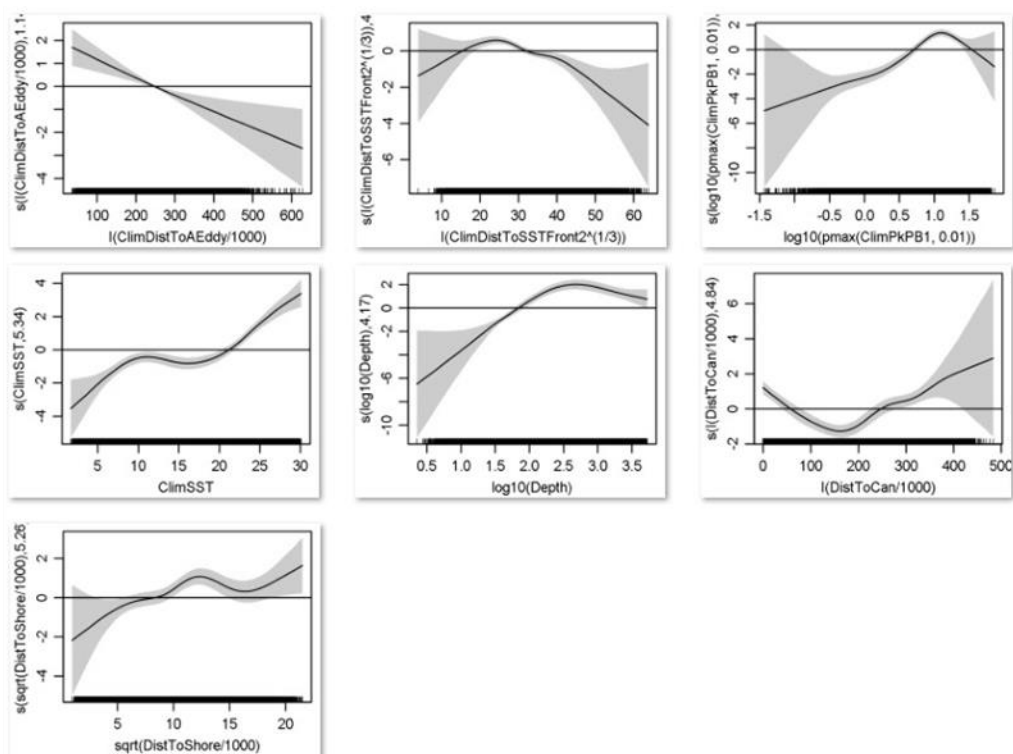 s(I(ClimDistToAEddy/1000),1.1
2
0
-2
-4
100 200 300 400 500 600
I(ClimDistToAEddy/1000)
s(I(ClimDistToSSTFront2^(1/3)),4
0
-2
-4
-6
10 20 30 40 50 60
I(ClimDistToSSTFront2^(1/3))
s(log10(pmax(ClimPkPB1, 0.01)),
0
-2
-6
-10
-1.5 -0.5 0.0 0.5 1.0 1.5
log10(pmax(ClimPkPB1, 0.01))
s(ClimSST,5.34)
4
2
0
-2
-4
5 10 15 20 25 30
ClimSST
s(log10(Depth),4.17)
2
0
-2
-6
-10
0.5 1.0 1.5 2.0 2.5 3.0 3.5
log10(Depth)
s(I(DistToCan/1000),4.84)
6
4
2
0
-2
0 100 200 300 400 500
I(DistToCan/1000)
s(sqrt(DistToShore/1000),5.26
2
0
-2
-4
5 10 15 20
sqrt(DistToShore/1000)